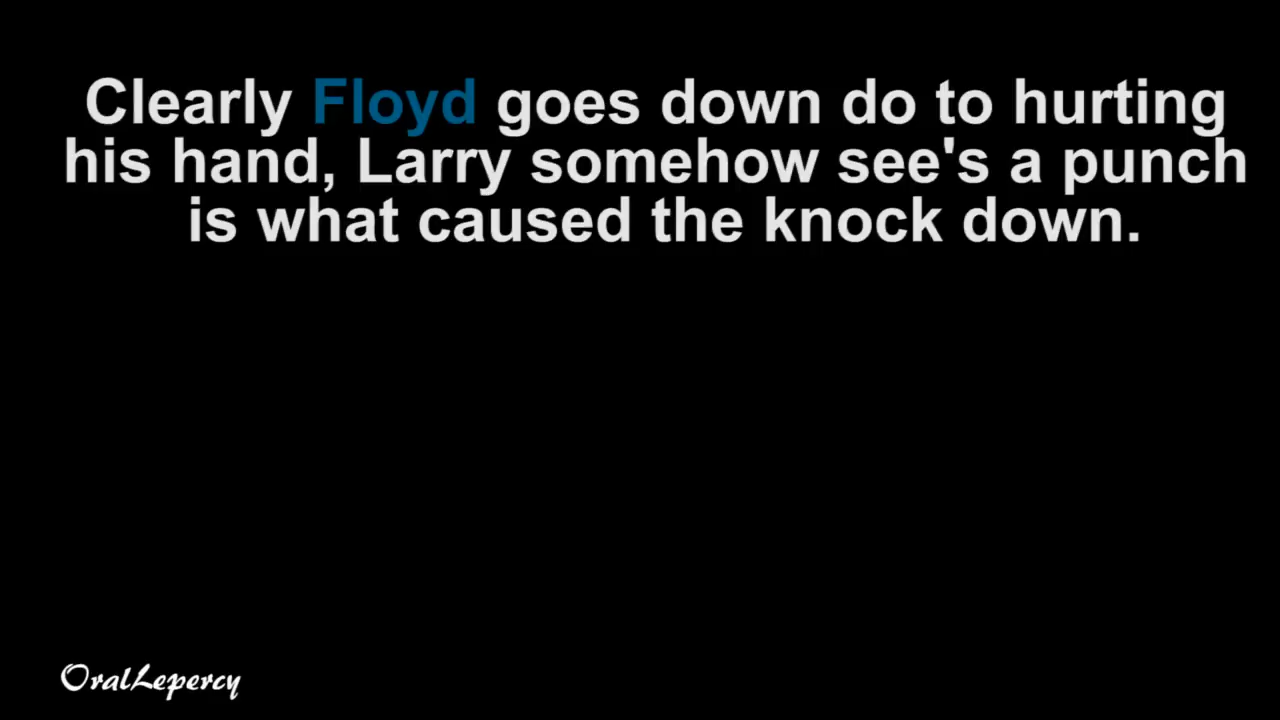 Clearly Floyd goes down do to hurting
his hand, Larry somehow see's a punch
is what caused the knock down.
OralLepercy